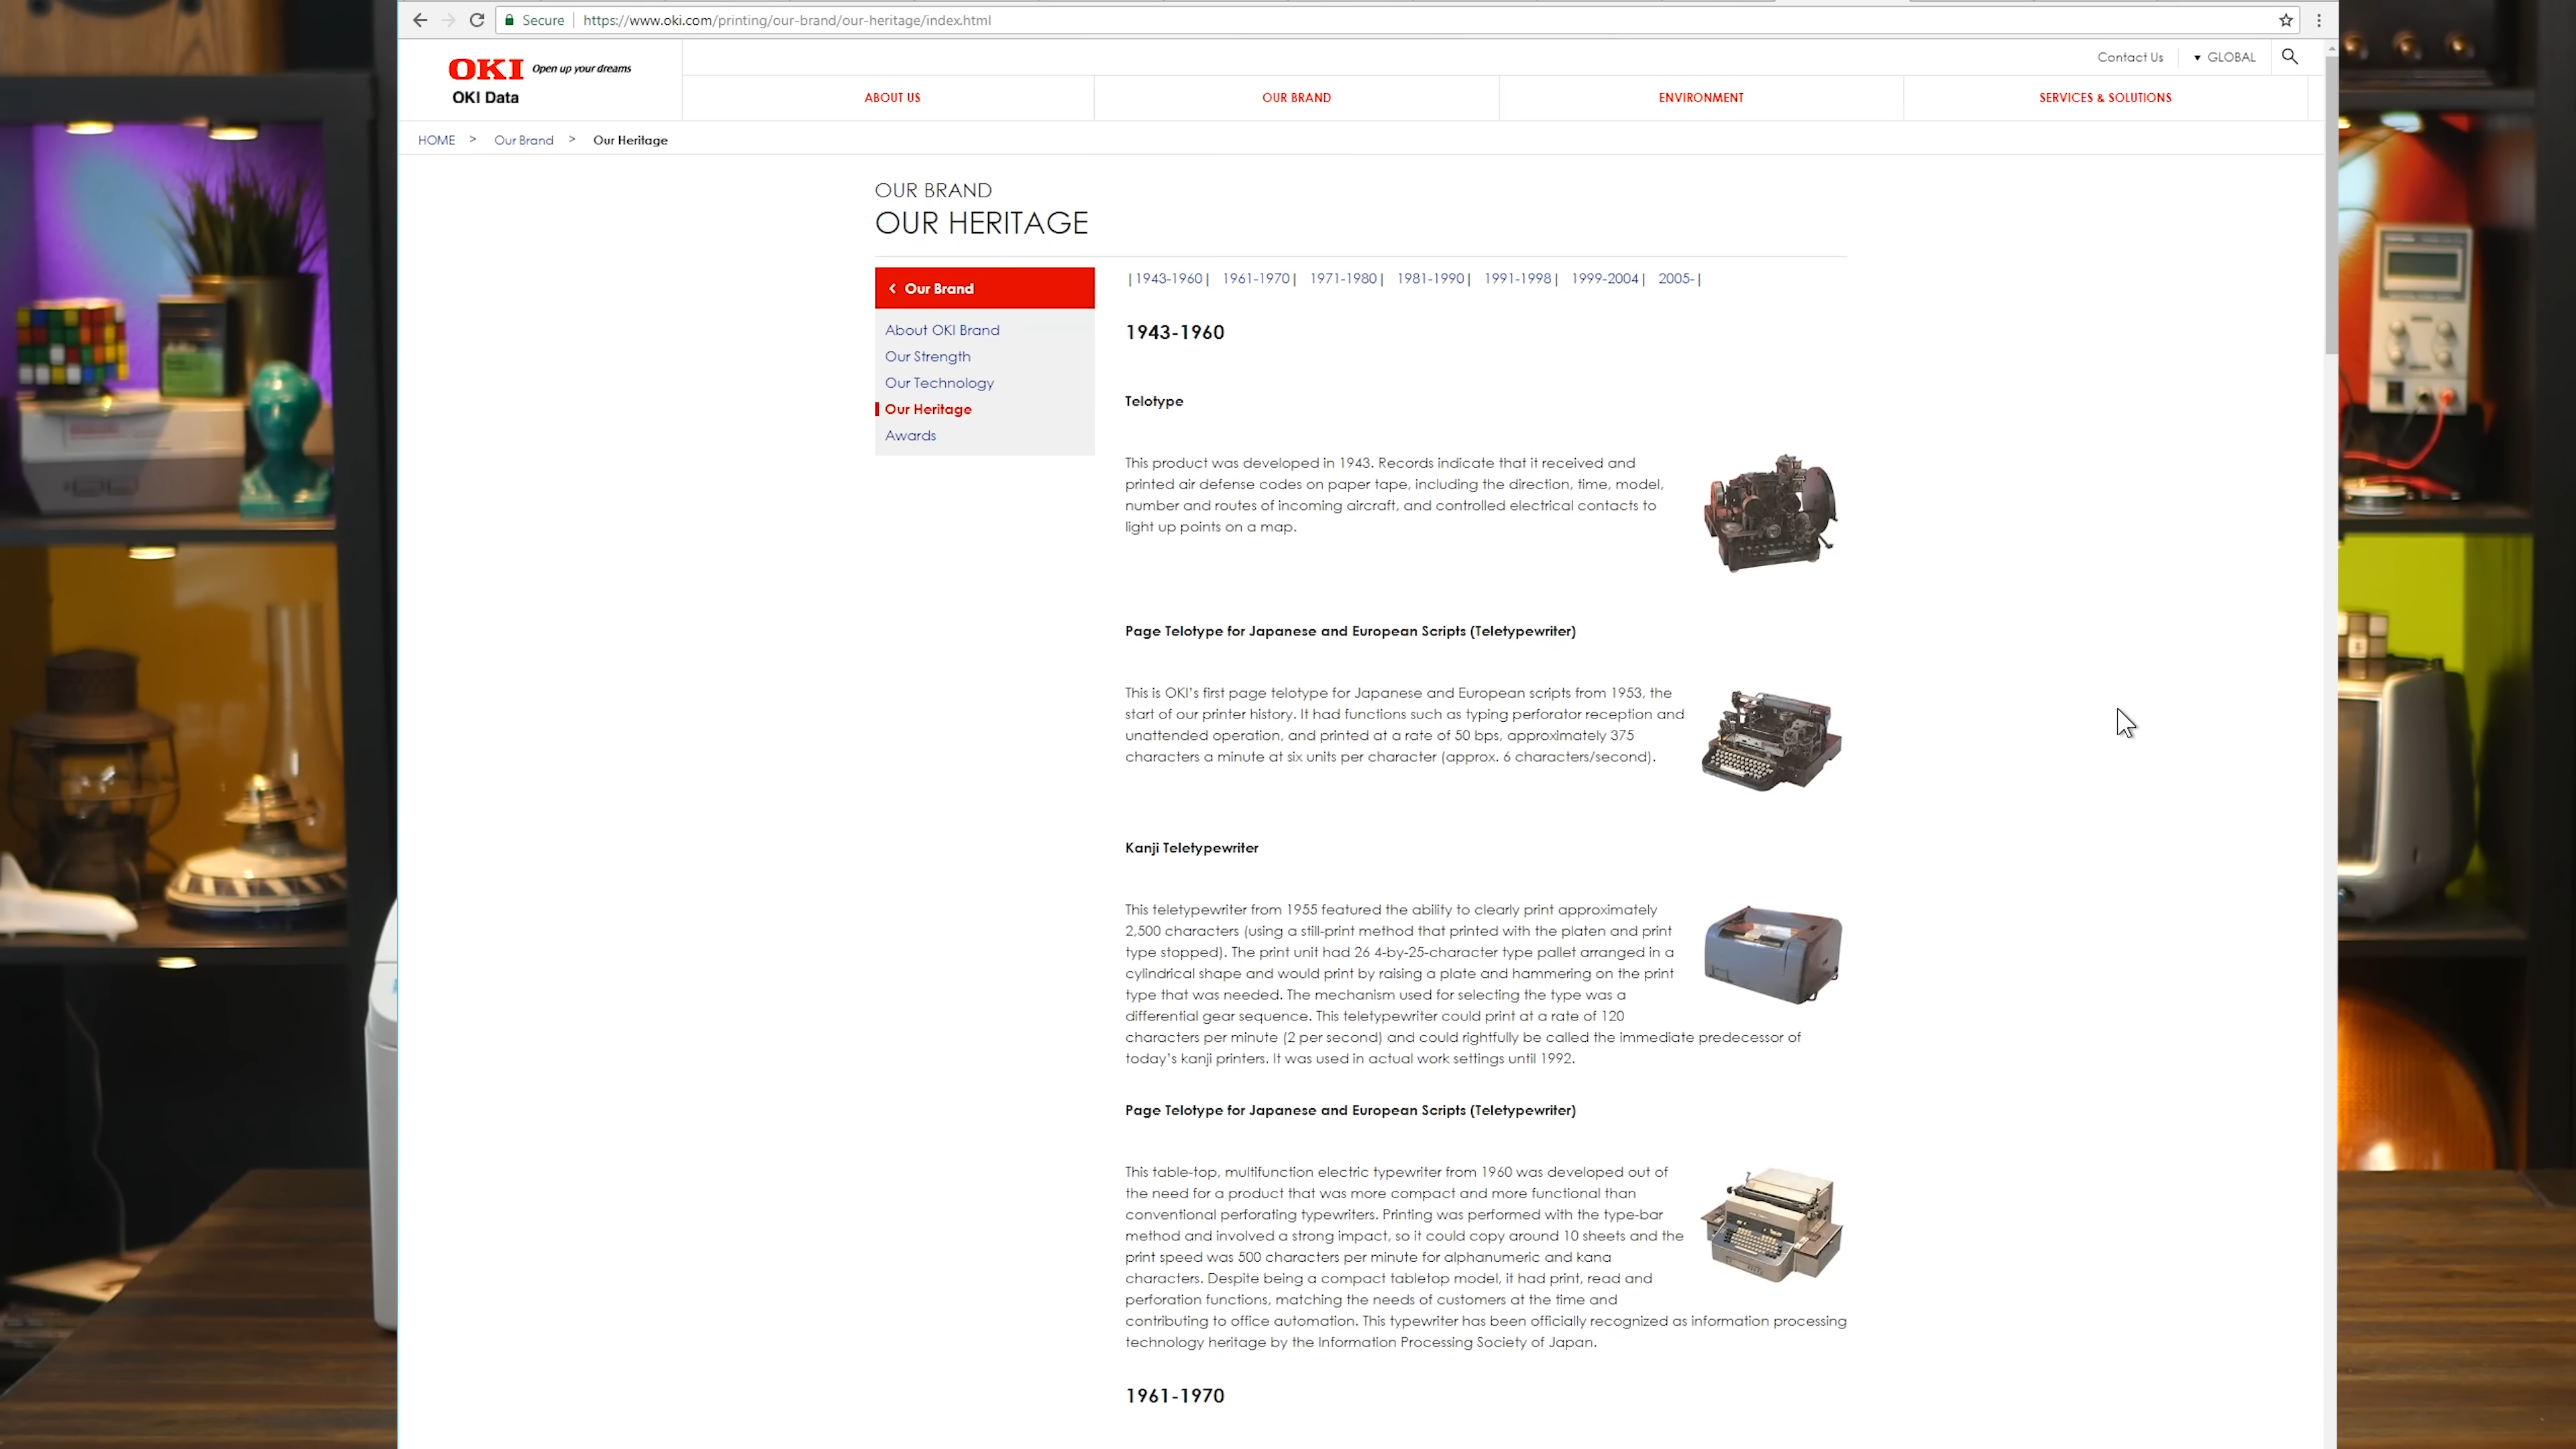 Secure https://www.oki.com/printing/our-brand/our-heritage/index.html
OKI Open up your dreams
OKI Data
Contact Us
▼ GLOBAL
ABOUT US
OUR BRAND
ENVIRONMENT
SERVICES & SOLUTIONS
HOME > Our Brand > Our Heritage
OUR BRAND
OUR HERITAGE
< Our Brand
About OKI Brand
Our Strength
Our Technology
Our Heritage
Awards
| 1943-1960 | 1961-1970 | 1971-1980 | 1981-1990 | 1991-1998 | 1999-2004 | 2005- |
1943-1960
Telotype
This product was developed in 1943. Records indicate that it received and
printed air defense codes on paper tape, including the direction, time, model,
number and routes of incoming aircraft, and controlled electrical contacts to
light up points on a map.
Page Telotype for Japanese and European Scripts (Teletypewriter)
This is OKI's first page telotype for Japanese and European scripts from 1953, the
start of our printer history. It had functions such as typing perforator reception and
unattended operation, and printed at a rate of 50 bps, approximately 375
characters a minute at six units per character (approx. 6 characters/second).
Kanji Teletypewriter
This teletypewriter from 1955 featured the ability to clearly print approximately
2,500 characters (using a still-print method that printed with the platen and print
type stopped). The print unit had 26 4-by-25-character type pallet arranged in a
cylindrical shape and would print by raising a plate and hammering on the print
type that was needed. The mechanism used for selecting the type was a
differential gear sequence. This teletypewriter could print at a rate of 120
characters per minute (2 per second) and could rightfully be called the immediate predecessor of
today's kanji printers. It was used in actual work settings until 1992.
Page Telotype for Japanese and European Scripts (Teletypewriter)
This table-top, multifunction electric typewriter from 1960 was developed out of
the need for a product that was more compact and more functional than
conventional perforating typewriters. Printing was performed with the type-bar
method and involved a strong impact, so it could copy around 10 sheets and the
print speed was 500 characters per minute for alphanumeric and kana
characters. Despite being a compact tabletop model, it had print, read and
perforation functions, matching the needs of customers at the time and
contributing to office automation. This typewriter has been officially recognized as information processing
technology heritage by the Information Processing Society of Japan.
1961-1970